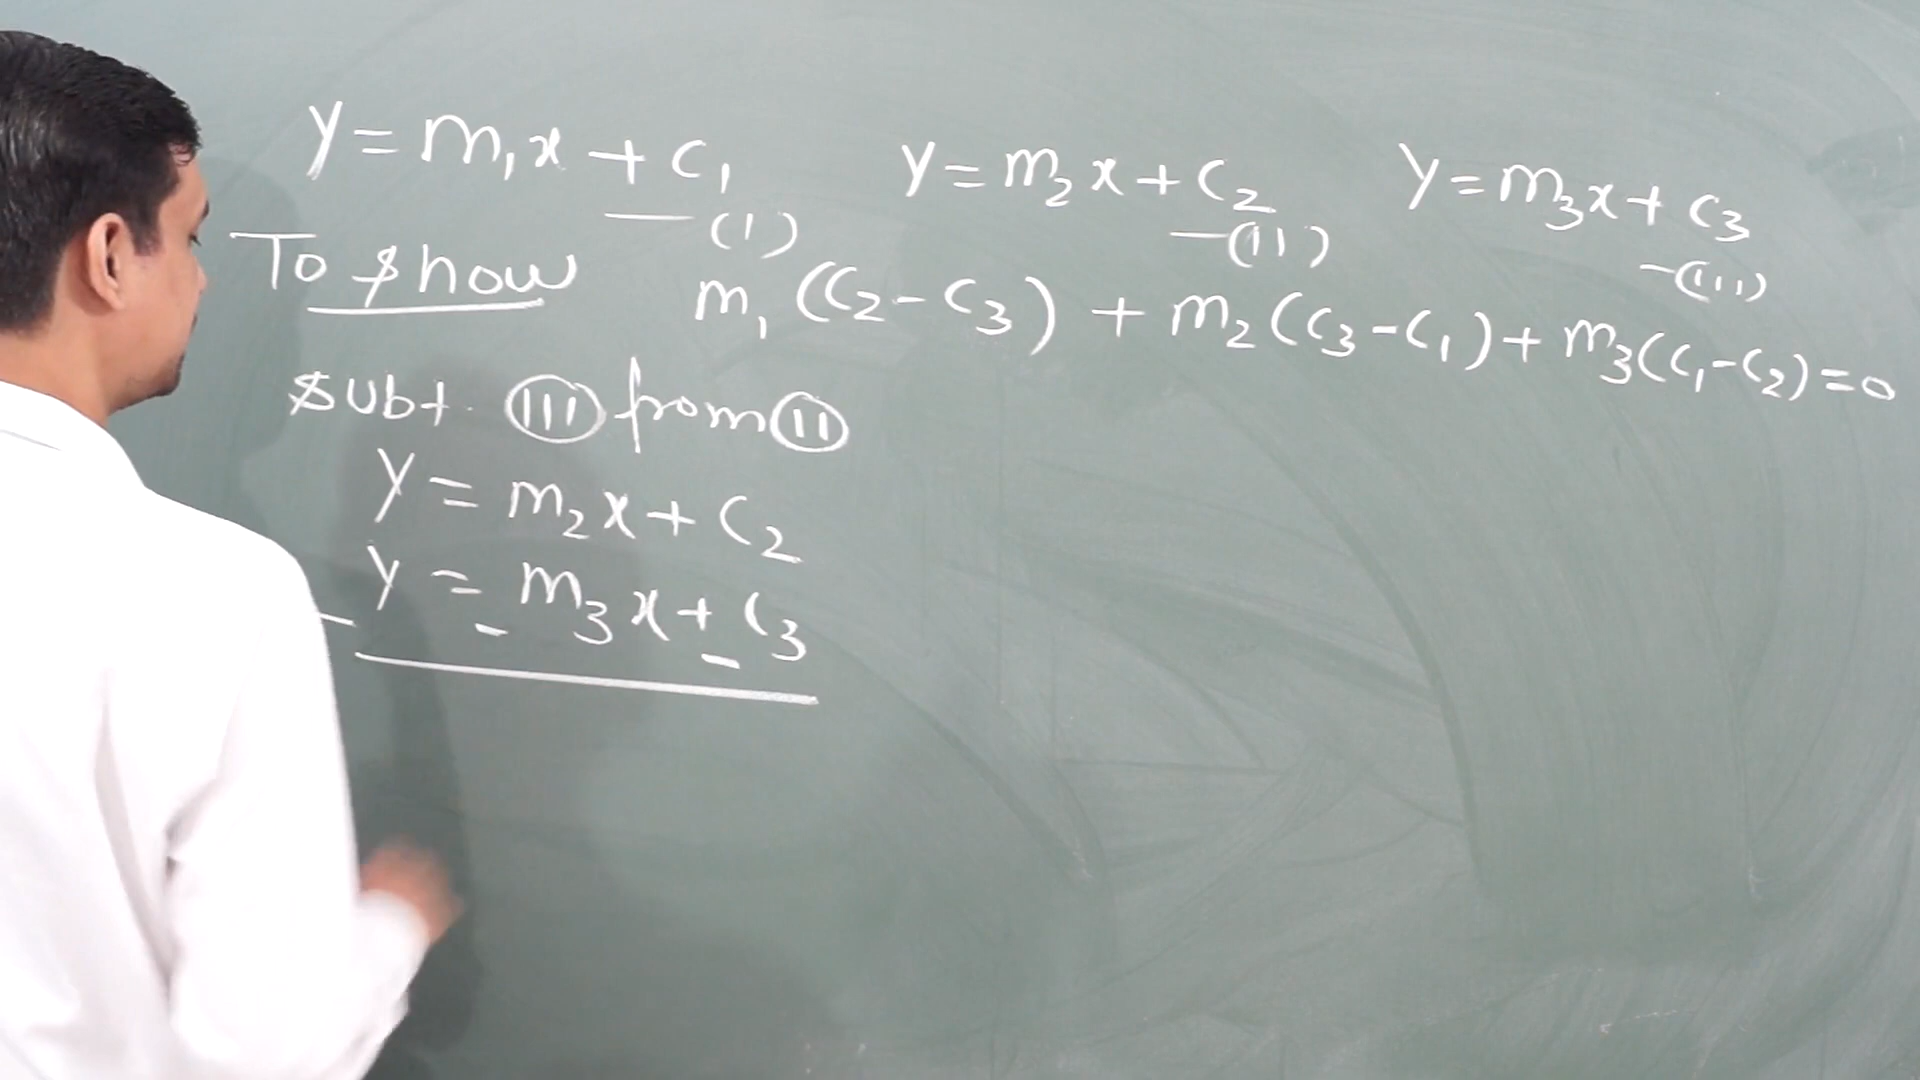 y = m₁x + c₁ y = m₂x + c₂ y = m₃x + c₃
—(I) —(II) —(III)
To show m₁(c₂-c₃) + m₂(c₃-c₁) + m₃(c₁-c₂) = 0
Subt. III from II
y = m₂x + c₂
y = m₃x + c₃
- - -